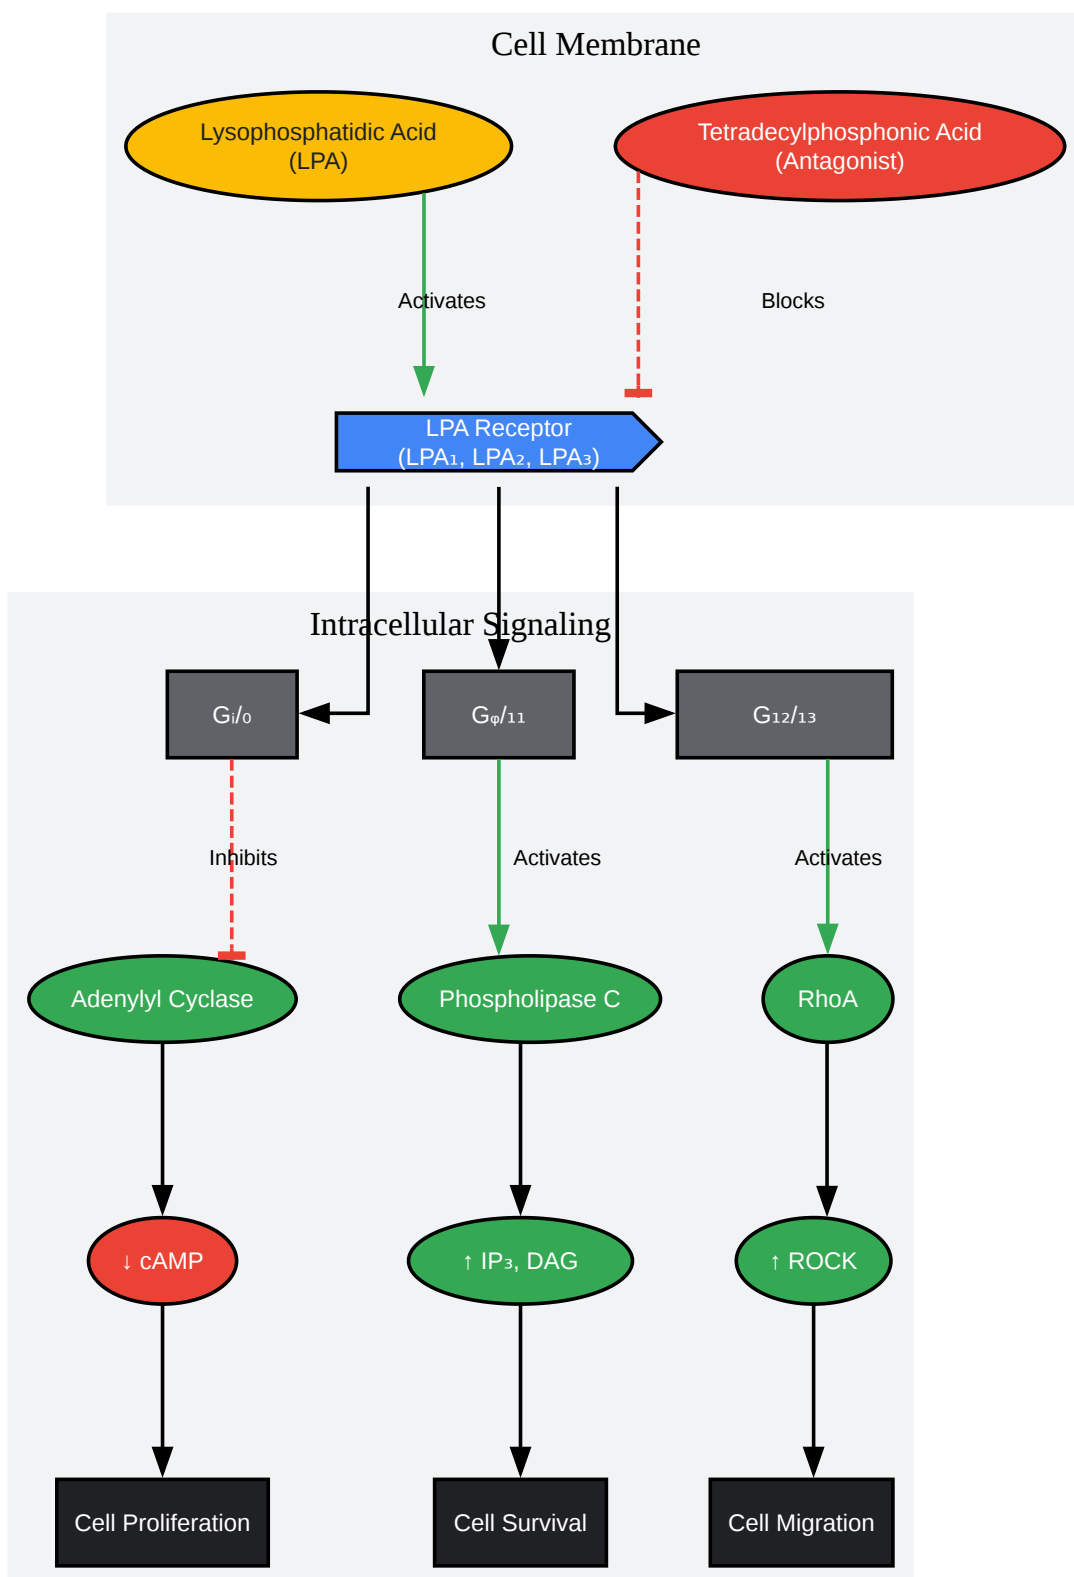 Cell Membrane
Lysophosphatidic Acid
(LPA)
Tetradecylphosphonic Acid
(Antagonist)
Activates
Blocks
LPA Receptor
(LPA₁, LPA₂, LPA₃)
Intracellular Signaling
Gᵢ/₀
Gᵩ/₁₁
G₁₂/₁₃
Inhibits
Activates
Activates
Adenylyl Cyclase
Phospholipase C
RhoA
↓ cAMP
↑ IP₃, DAG
↑ ROCK
Cell Proliferation
Cell Survival
Cell Migration